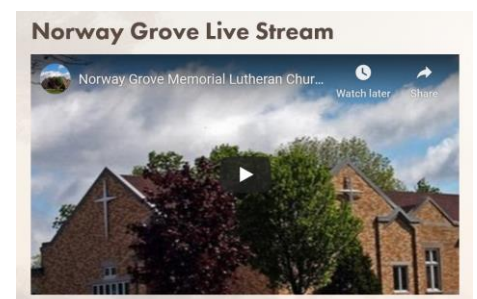 Norway Grove Live Stream
Norway Grove Memorial Lutheran Chur...
Watch later
Share